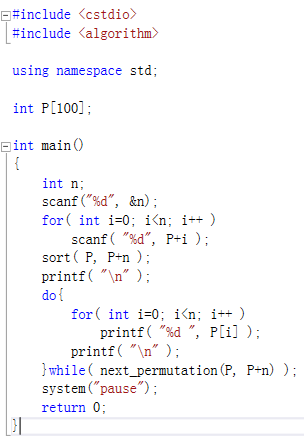 #include <cstdio>
#include <algorithm>
using namespace std;
int P[100];
int main()
{
int n;
scanf("%d", &n);
for( int i=0; i<n; i++ )
scanf( "%d", P+i );
sort( P, P+n );
printf( "\n" );
do{
for( int i=0; i<n; i++ )
printf( "%d ", P[i] );
printf( "\n" );
}while( next_permutation(P, P+n) );
system("pause");
return 0;
}